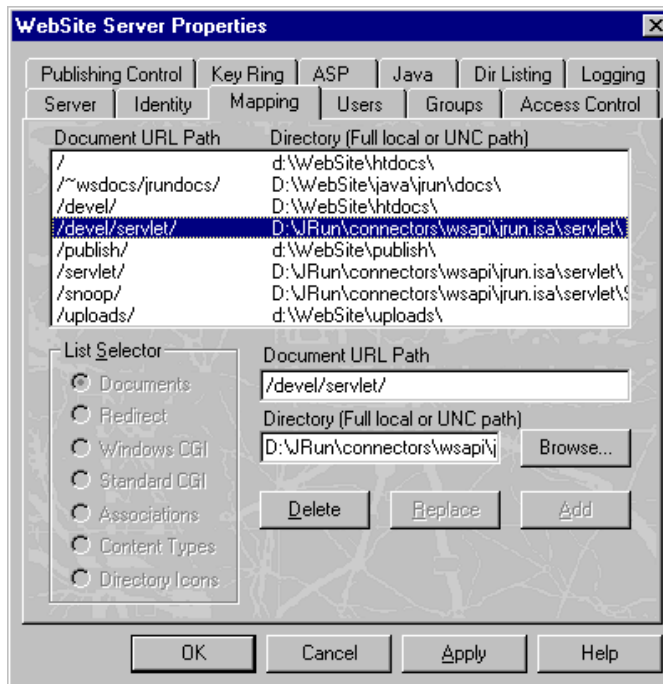 WebSite Server Properties
Publishing Control Key Ring ASP Java Dir Listing Logging
Server Identity Mapping Users Groups Access Control
Document URL Path Directory (Full local or UNC path)
/ d:\WebSite\htdocs\
/~wsdocs/jrundocs/ D:\WebSite\java\jrun\docs\
/devel/ D:\WebSite\htdocs\
/devel/servlet/ D:\JRun\connectors\wsapi\jrun.isa\servlet\
/publish/ d:\WebSite\publish\
/servlet/ D:\JRun\connectors\wsapi\jrun.isa\servlet\
/snoop/ D:\JRun\connectors\wsapi\jrun.isa\servlet\S
/uploads/ d:\WebSite\uploads\
List Selector
Documents
Redirect
Windows CGI
Standard CGI
Associations
Content Types
Directory Icons
Document URL Path
/devel/servlet/
Directory (Full local or UNC path)
D:\JRun\connectors\wsapi\j Browse...
Delete Replace Add
OK Cancel Apply Help